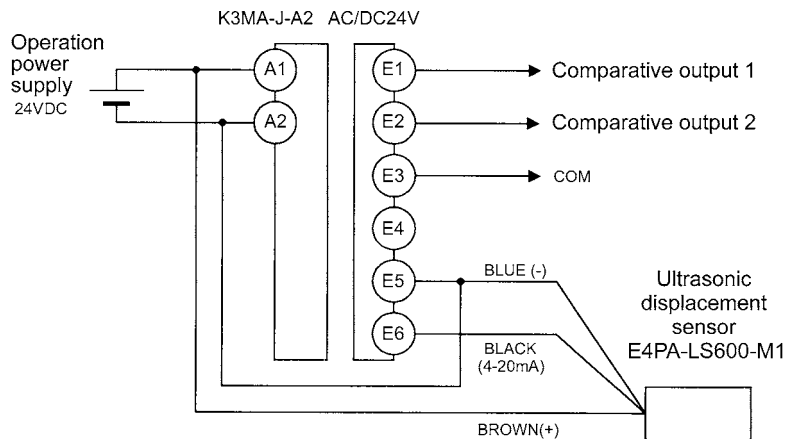 K3MA-J-A2 AC/DC24V
Operation
power
supply
24VDC
A1
A2
E1
E2
E3
E4
E5
E6
Comparative output 1
Comparative output 2
COM
BLUE (-)
BLACK
(4-20mA)
BROWN(+)
Ultrasonic
displacement
sensor
E4PA-LS600-M1